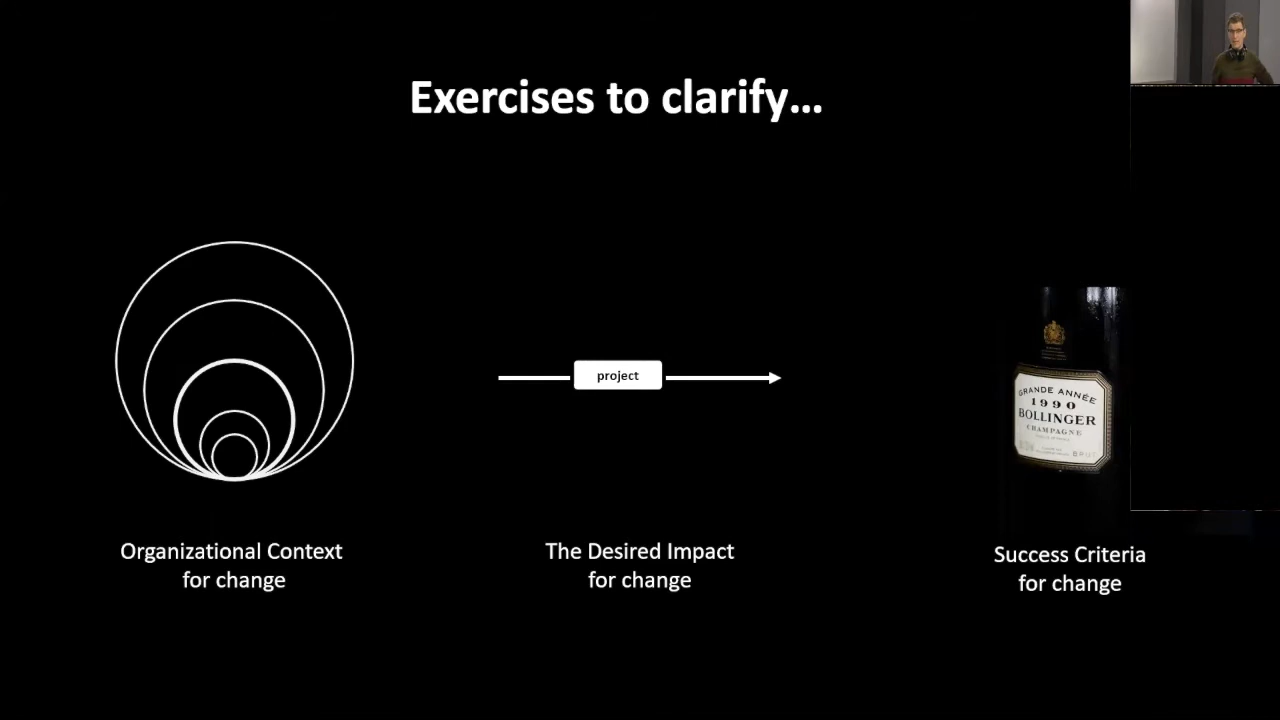 Exercises to clarify...
project
GRANDE ANNÉE
1990
BOLLINGER
CHAMPAGNE
BRUT
Organizational Context
for change
The Desired Impact
for change
Success Criteria
for change